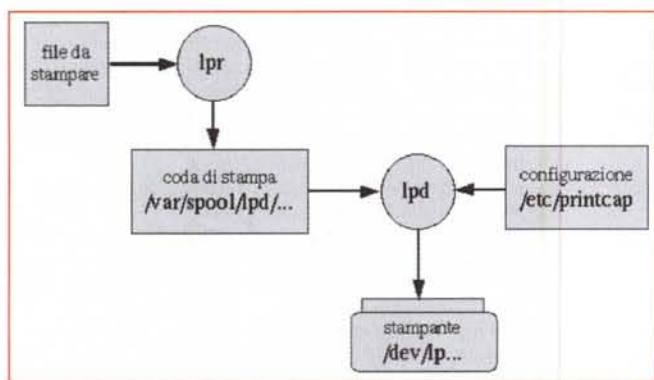 file da
stampare
lpr
coda di stampa
/var/spool/lpd/...
lpd
configurazione
/etc/printcap
stampante
/dev/lp...